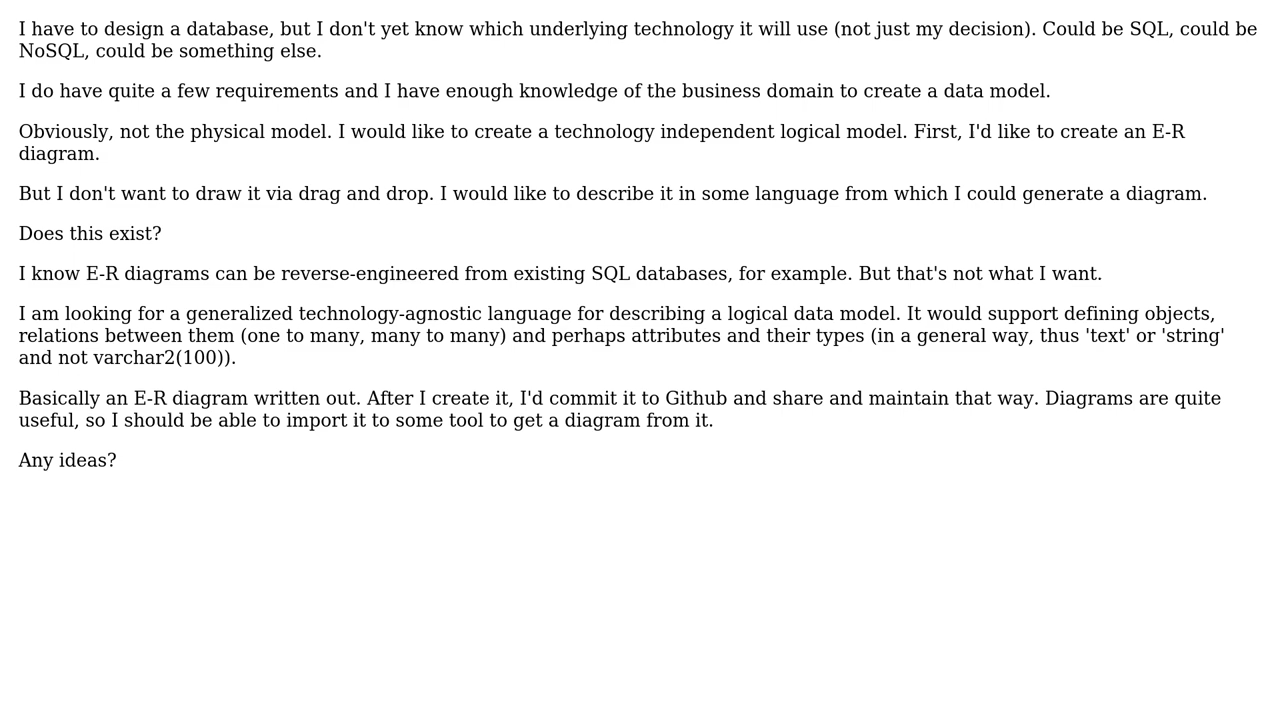 I have to design a database, but I don't yet know which underlying technology it will use (not just my decision). Could be SQL, could be
NoSQL, could be something else.
I do have quite a few requirements and I have enough knowledge of the business domain to create a data model.
Obviously, not the physical model. I would like to create a technology independent logical model. First, I'd like to create an E-R
diagram.
But I don't want to draw it via drag and drop. I would like to describe it in some language from which I could generate a diagram.
Does this exist?
I know E-R diagrams can be reverse-engineered from existing SQL databases, for example. But that's not what I want.
I am looking for a generalized technology-agnostic language for describing a logical data model. It would support defining objects,
relations between them (one to many, many to many) and perhaps attributes and their types (in a general way, thus 'text' or 'string'
and not varchar2(100)).
Basically an E-R diagram written out. After I create it, I'd commit it to Github and share and maintain that way. Diagrams are quite
useful, so I should be able to import it to some tool to get a diagram from it.
Any ideas?